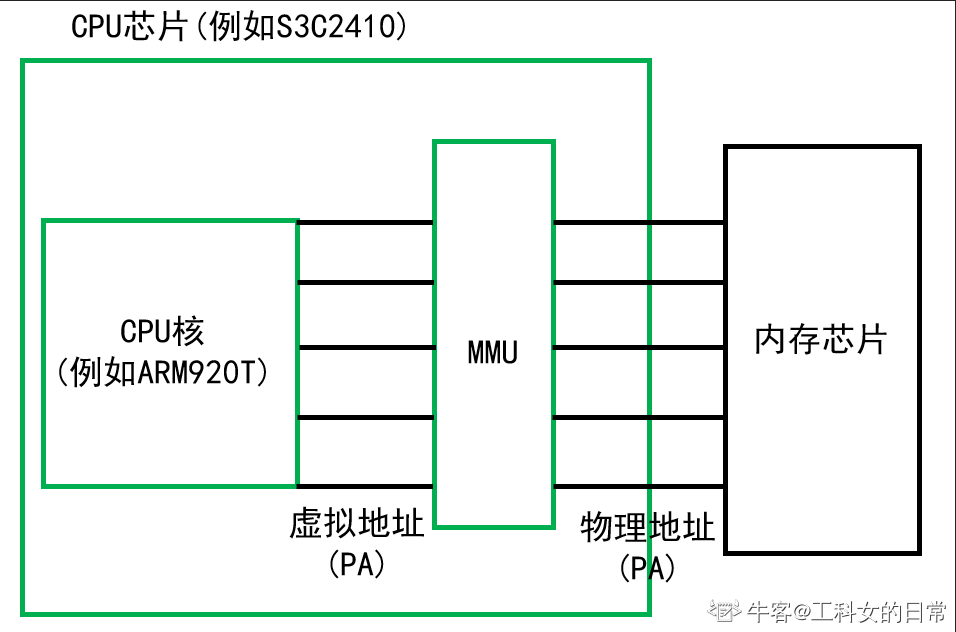 CPU芯片(例如S3C2410)
CPU核
(例如ARM920T)
MMU
内存芯片
虚拟地址
(PA)
物理地址
(PA)
牛客@工科女的日常